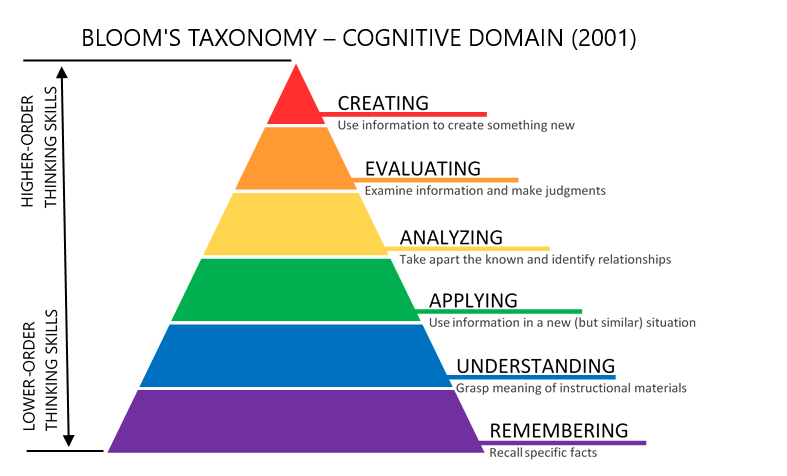 BLOOM'S TAXONOMY – COGNITIVE DOMAIN (2001)
HIGHER-ORDER
THINKING SKILLS
CREATING
Use information to create something new
EVALUATING
Examine information and make judgments
ANALYZING
Take apart the known and identify relationships
APPLYING
Use information in a new (but similar) situation
LOWER-ORDER
THINKING SKILLS
UNDERSTANDING
Grasp meaning of instructional materials
REMEMBERING
Recall specific facts